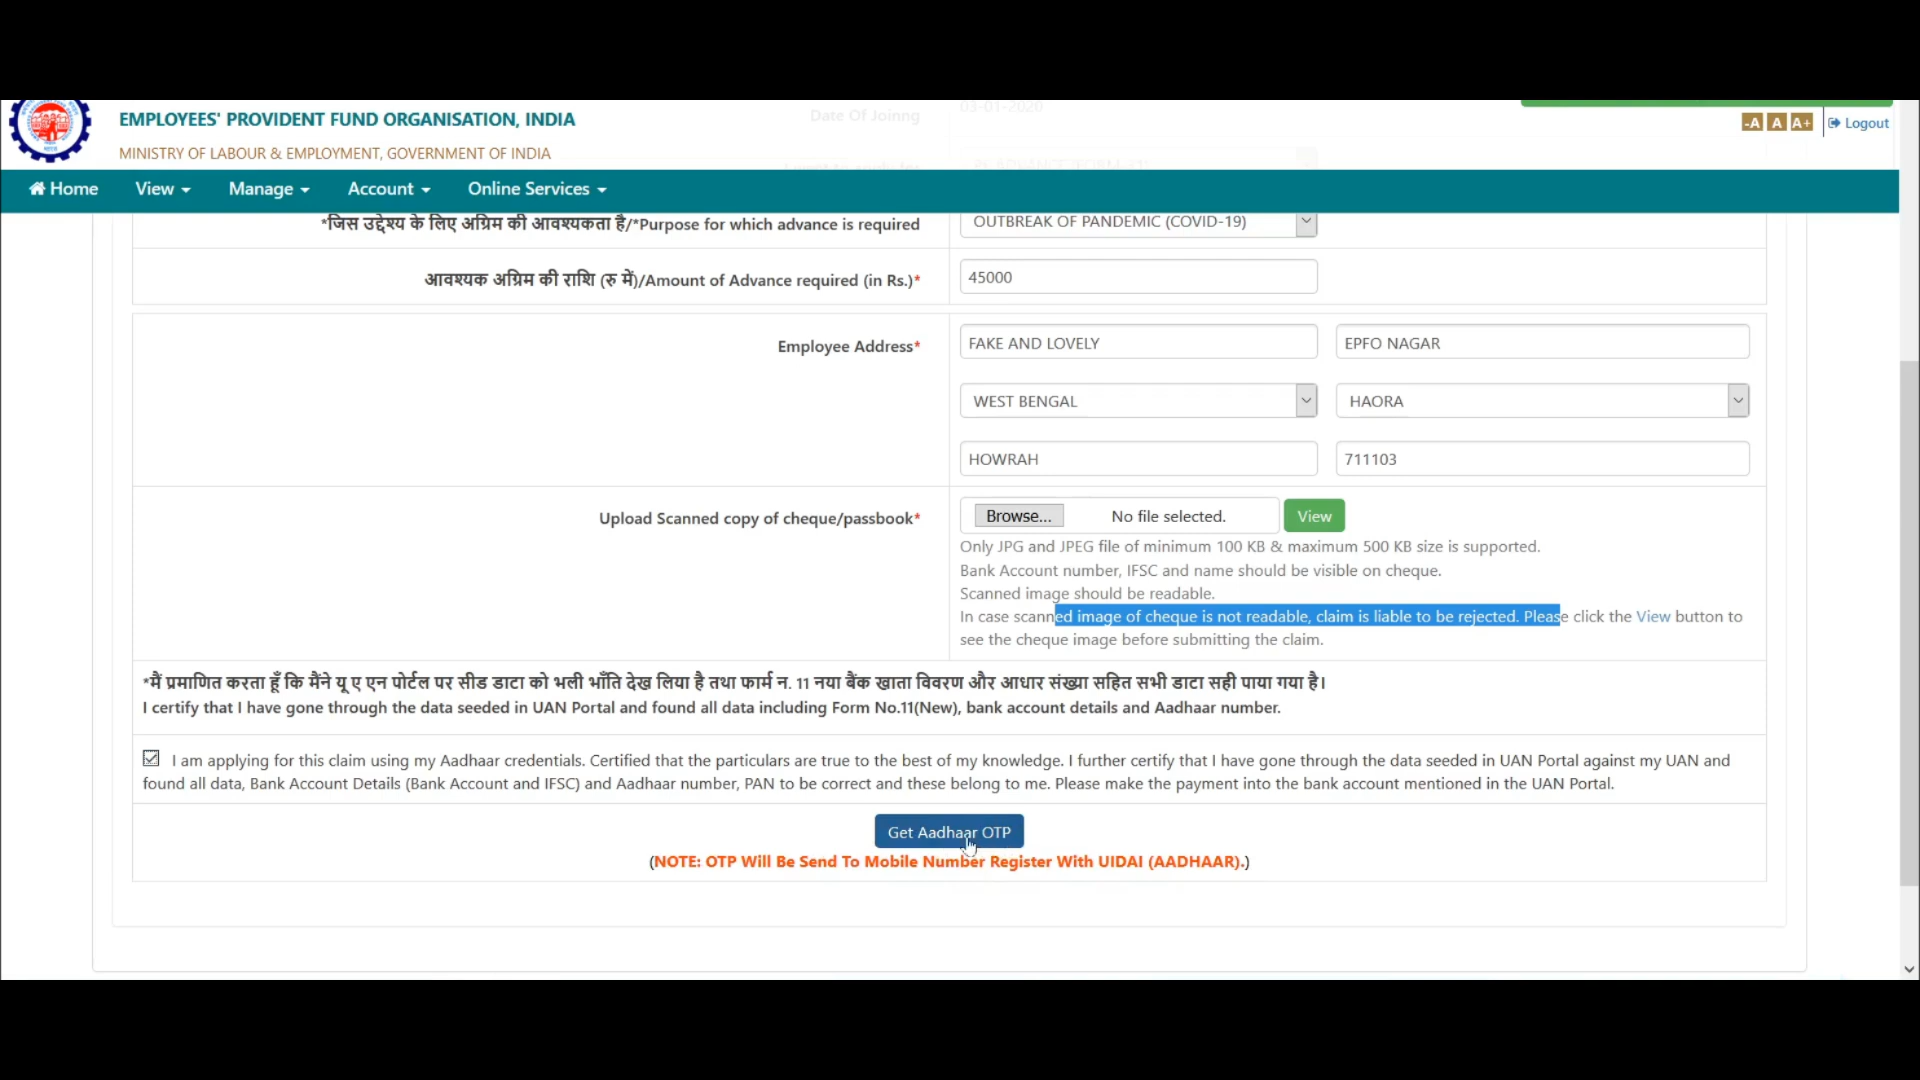 EMPLOYEES' PROVIDENT FUND ORGANISATION, INDIA
Date Of Joinng
03-01-2020
-A A A+ Logout
MINISTRY OF LABOUR & EMPLOYMENT, GOVERNMENT OF INDIA
Home View Manage Account Online Services
*जिस उद्देश्य के लिए अग्रिम की आवश्यकता है/*Purpose for which advance is required OUTBREAK OF PANDEMIC (COVID-19)
आवश्यक अग्रिम की राशि (रु में)/Amount of Advance required (in Rs.)* 45000
Employee Address* FAKE AND LOVELY EPFO NAGAR
WEST BENGAL HAORA
HOWRAH 711103
Upload Scanned copy of cheque/passbook* Browse... No file selected. View
Only JPG and JPEG file of minimum 100 KB & maximum 500 KB size is supported.
Bank Account number, IFSC and name should be visible on cheque.
Scanned image should be readable.
In case scanned image of cheque is not readable, claim is liable to be rejected. Please click the View button to
see the cheque image before submitting the claim.
*मैं प्रमाणित करता हूँ कि मैंने यू ए एन पोर्टल पर सीड डाटा को भली भाँति देख लिया है तथा फार्म न. 11 नया बैंक खाता विवरण और आधार संख्या सहित सभी डाटा सही पाया गया है।
I certify that I have gone through the data seeded in UAN Portal and found all data including Form No.11(New), bank account details and Aadhaar number.
I am applying for this claim using my Aadhaar credentials. Certified that the particulars are true to the best of my knowledge. I further certify that I have gone through the data seeded in UAN Portal against my UAN and
found all data, Bank Account Details (Bank Account and IFSC) and Aadhaar number, PAN to be correct and these belong to me. Please make the payment into the bank account mentioned in the UAN Portal.
Get Aadhaar OTP
(NOTE: OTP Will Be Send To Mobile Number Register With UIDAI (AADHAAR).)